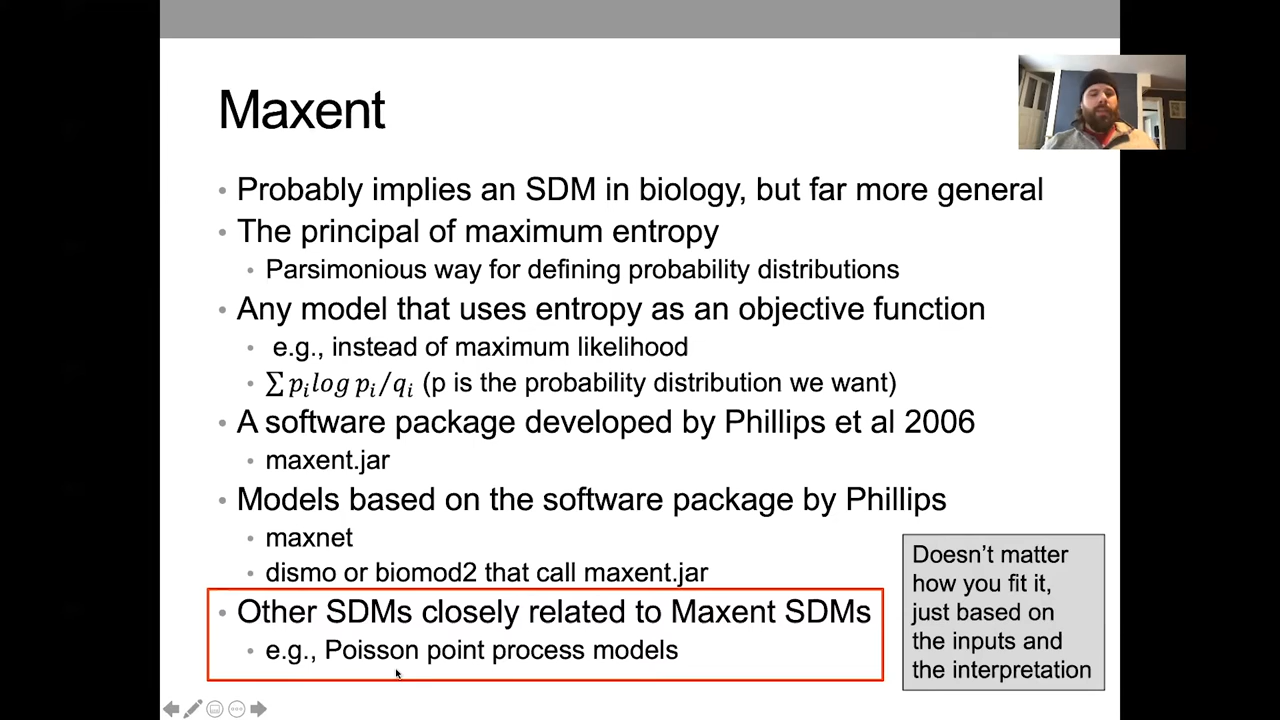 Maxent
• Probably implies an SDM in biology, but far more general
• The principal of maximum entropy
• Parsimonious way for defining probability distributions
• Any model that uses entropy as an objective function
• e.g., instead of maximum likelihood
• ∑ pᵢlog pᵢ/qᵢ (p is the probability distribution we want)
• A software package developed by Phillips et al 2006
• maxent.jar
• Models based on the software package by Phillips
• maxnet
• dismo or biomod2 that call maxent.jar
• Other SDMs closely related to Maxent SDMs
• e.g., Poisson point process models
Doesn’t matter
how you fit it,
just based on
the inputs and
the interpretation